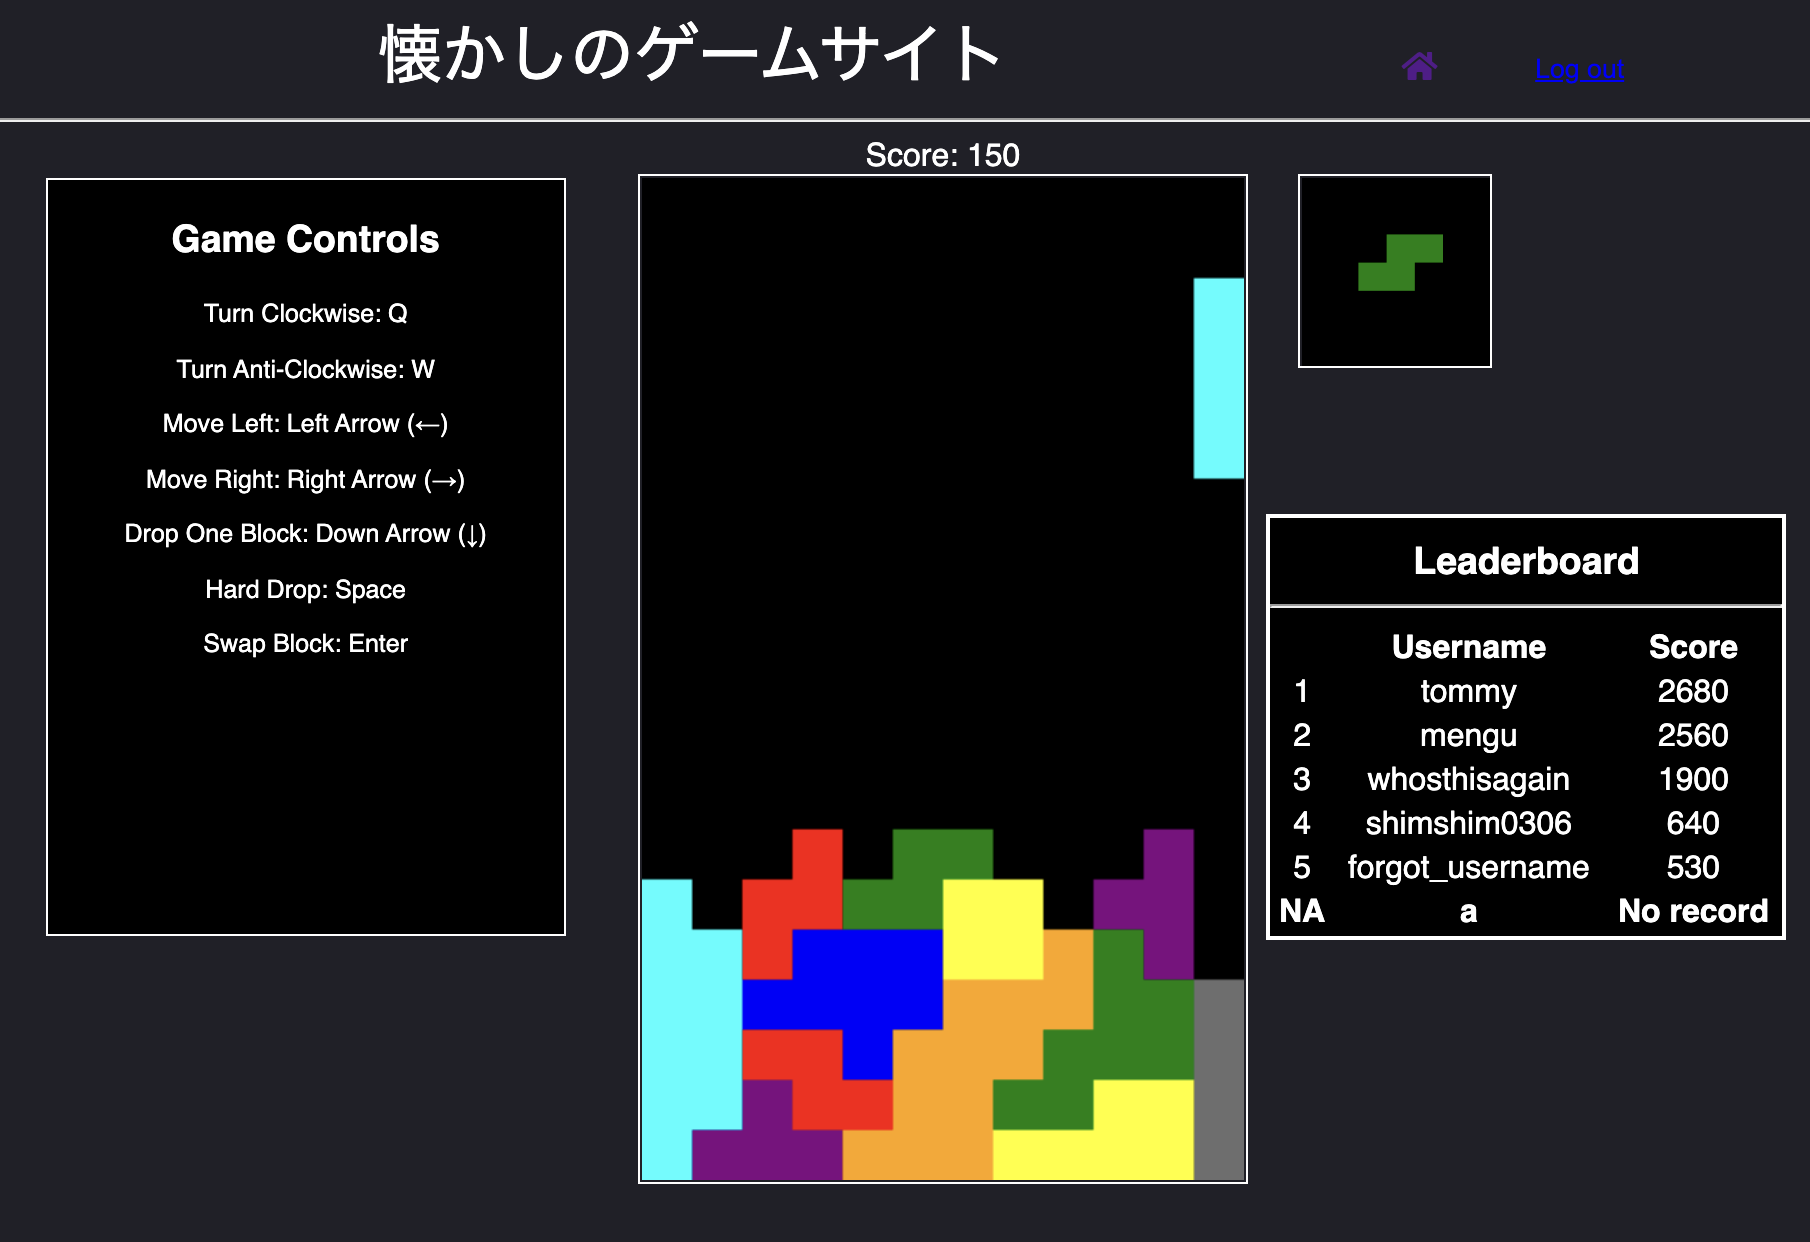 懐かしのゲームサイト
Log out
Score: 150
Game Controls
Turn Clockwise: Q
Turn Anti-Clockwise: W
Move Left: Left Arrow (←)
Move Right: Right Arrow (→)
Drop One Block: Down Arrow (↓)
Hard Drop: Space
Swap Block: Enter
Leaderboard
Username Score
1 tommy 2680
2 mengu 2560
3 whosthisagain 1900
4 shimshim0306 640
5 forgot_username 530
NA a No record